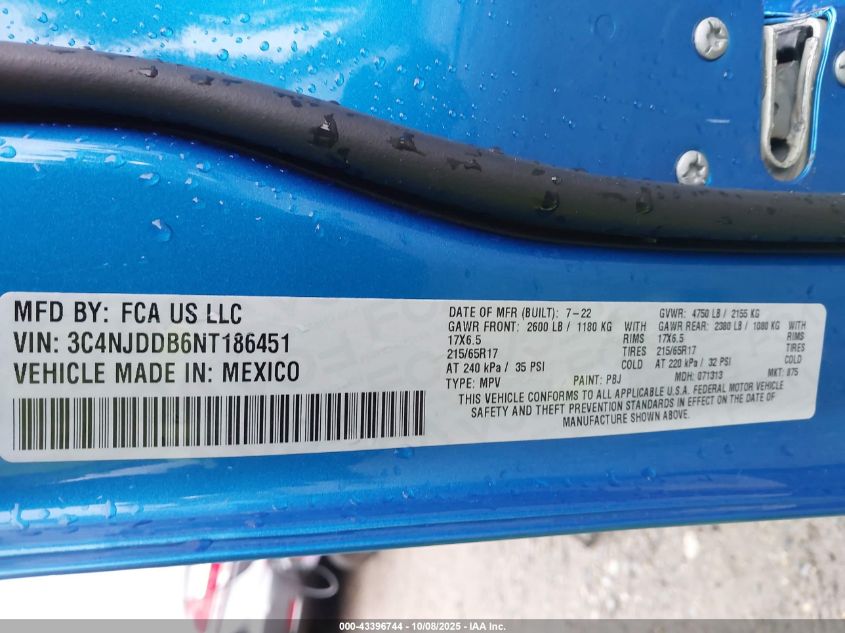 MFD BY: FCA US LLC
VIN: 3C4NJDDB6NT186451
VEHICLE MADE IN: MEXICO
DATE OF MFR (BUILT): 7-22 GVWR: 4750 LB / 2155 KG
GAWR FRONT: 2600 LB / 1180 KG WITH GAWR REAR: 2380 LB / 1080 KG WITH
17X6.5 RIMS 17X6.5 RIMS
215/65R17 TIRES 215/65R17 TIRES
AT 240 kPa / 35 PSI COLD AT 220 kPa / 32 PSI COLD
TYPE: MPV PAINT: PBJ MDH: 071313 MKT: 875
THIS VEHICLE CONFORMS TO ALL APPLICABLE U.S.A. FEDERAL MOTOR VEHICLE
SAFETY AND THEFT PREVENTION STANDARDS IN EFFECT ON THE DATE OF
MANUFACTURE SHOWN ABOVE.
000-43396744 - 10/08/2025 - IAA Inc.